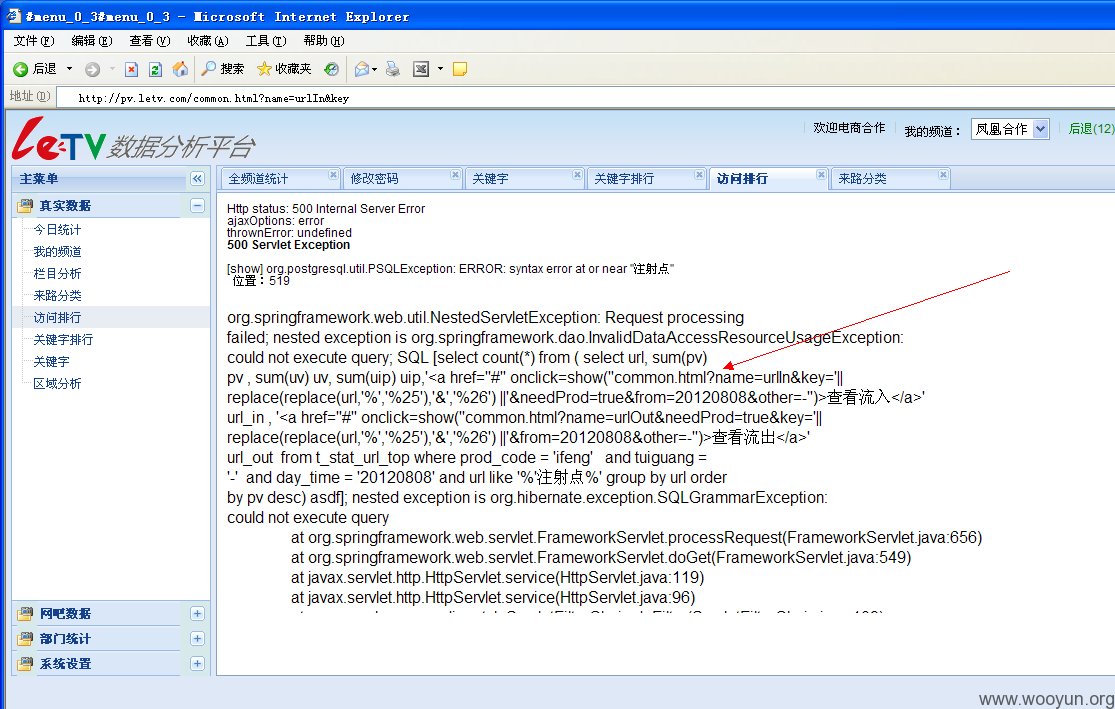 #menu_0_3#menu_0_3 - Microsoft Internet Explorer
文件(F) 编辑(E) 查看(V) 收藏(A) 工具(T) 帮助(H)
后退 搜索 收藏夹
地址(D) http://pv.letv.com/common.html?name=urlIn&key
LeTV 数据分析平台
欢迎电商合作 我的频道： 凤凰合作 后退(12)
主菜单
全频道统计 修改密码 关键字 关键字排行 访问排行 来路分类
真实数据
今日统计
我的频道
栏目分析
来路分类
访问排行
关键字排行
关键字
区域分析
网吧数据
部门统计
系统设置
Http status: 500 Internal Server Error
ajaxOptions: error
thrownError: undefined
500 Servlet Exception
[show] org.postgresql.util.PSQLException: ERROR: syntax error at or near "注射点"
位置：519
org.springframework.web.util.NestedServletException: Request processing
failed; nested exception is org.springframework.dao.InvalidDataAccessResourceUsageException:
could not execute query; SQL [select count(*) from ( select url, sum(pv)
pv , sum(uv) uv, sum(uip) uip,'<a href="#" onclick=show("common.html?name=urlIn&key='||
replace(replace(url,'%','%25'),'&','%26') ||'&needProd=true&from=20120808&other=-")>查看流入</a>'
url_in , '<a href="#" onclick=show("common.html?name=urlOut&needProd=true&key='||
replace(replace(url,'%','%25'),'&','%26') ||'&from=20120808&other=-")>查看流出</a>'
url_out from t_stat_url_top where prod_code = 'ifeng' and tuiguang =
'-' and day_time = '20120808' and url like '%'注射点%' group by url order
by pv desc) asdf]; nested exception is org.hibernate.exception.SQLGrammarException:
could not execute query
at org.springframework.web.servlet.FrameworkServlet.processRequest(FrameworkServlet.java:656)
at org.springframework.web.servlet.FrameworkServlet.doGet(FrameworkServlet.java:549)
at javax.servlet.http.HttpServlet.service(HttpServlet.java:119)
at javax.servlet.http.HttpServlet.service(HttpServlet.java:96)
www.wooyun.org